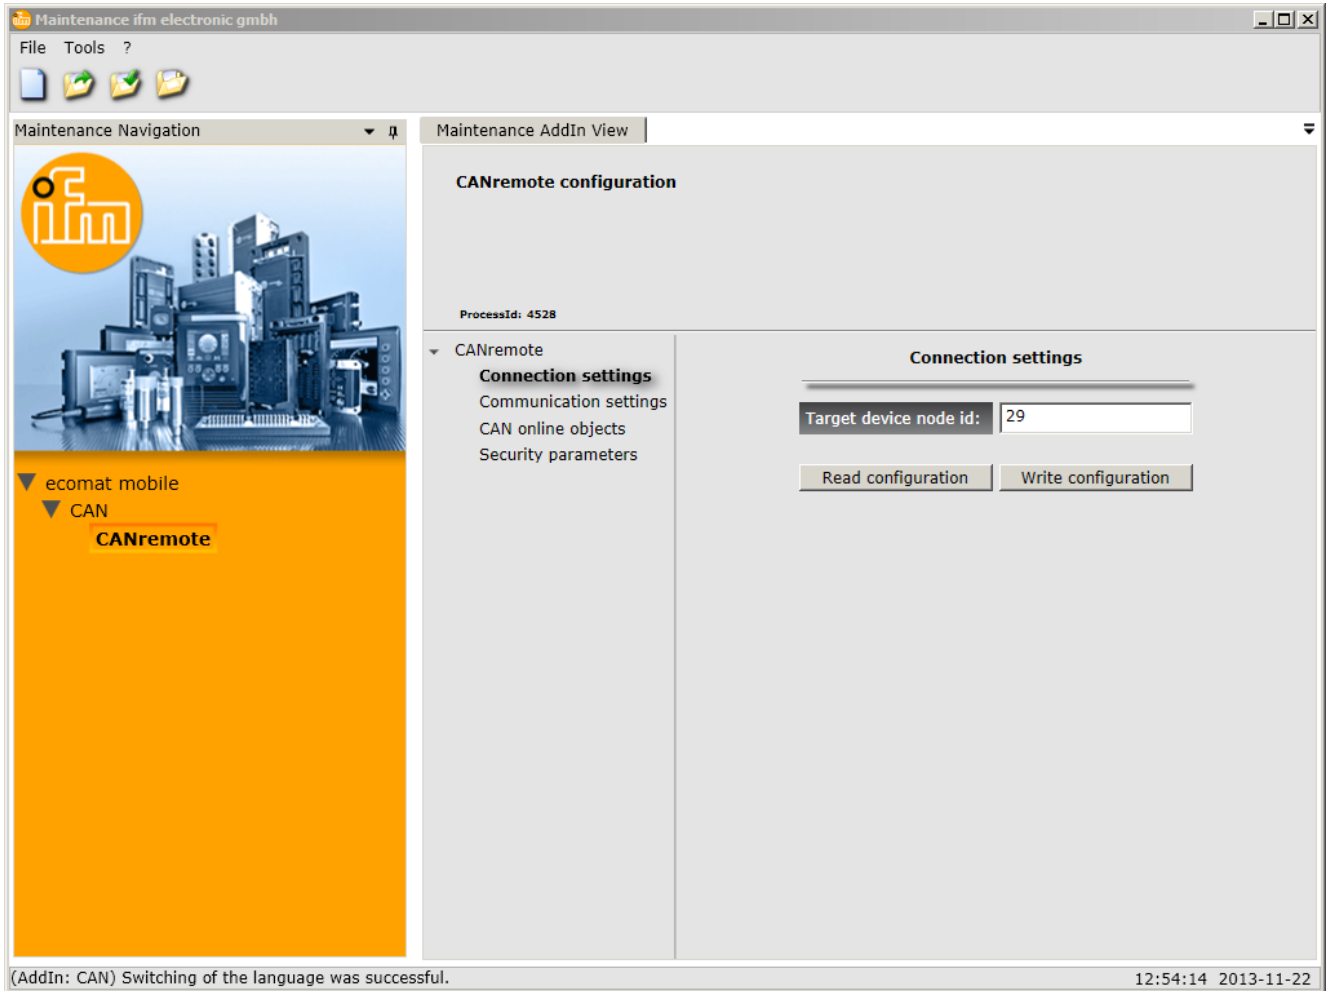 Maintenance ifm electronic gmbh
File Tools ?
Maintenance Navigation
Maintenance AddIn View
ifm
CANremote configuration
ProcessId: 4528
CANremote
Connection settings
Communication settings
CAN online objects
Security parameters
Connection settings
Target device node id: 29
Read configuration Write configuration
ecomat mobile
CAN
CANremote
(AddIn: CAN) Switching of the language was successful.
12:54:14 2013-11-22